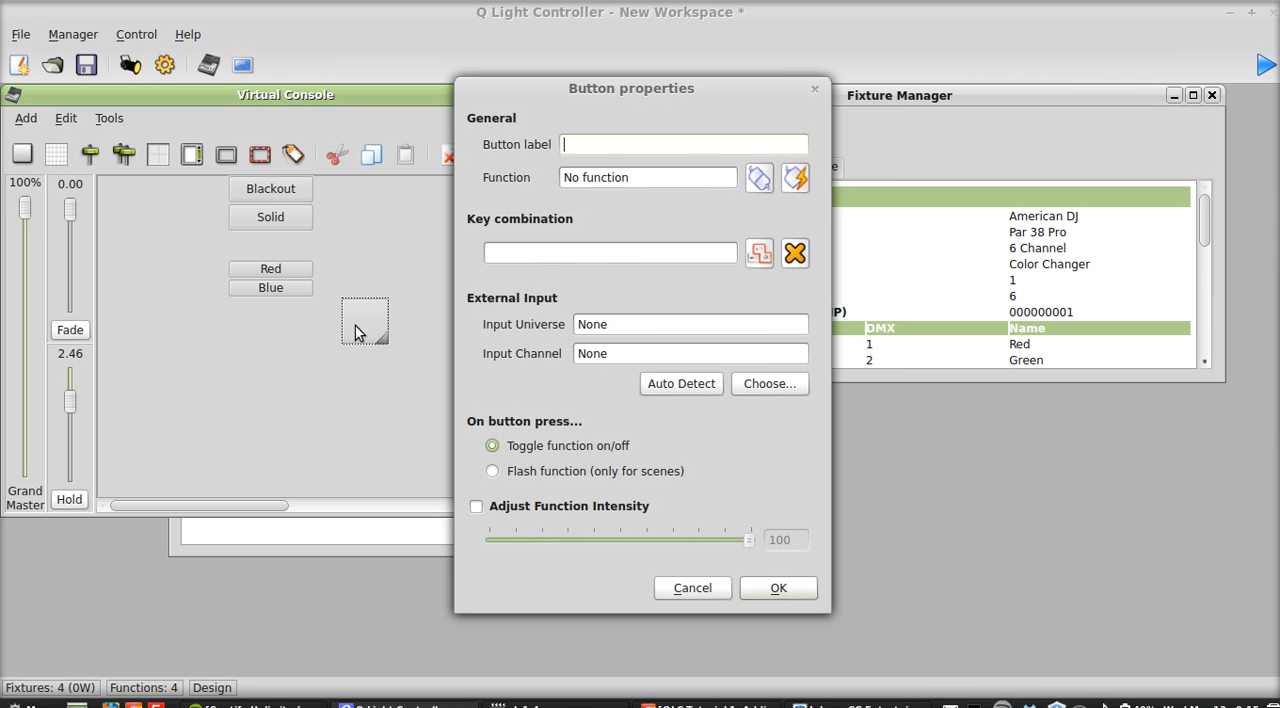 Q Light Controller - New Workspace *
File Manager Control Help
Virtual Console
Add Edit Tools
100% 0.00
Blackout
Solid
Red
Blue
Fade
2.46
Grand Master
Hold
Button properties
General
Button label
Function No function
Key combination
External Input
Input Universe None
Input Channel None
Auto Detect Choose...
On button press...
Toggle function on/off
Flash function (only for scenes)
Adjust Function Intensity
100
Cancel OK
Fixture Manager
American DJ
Par 38 Pro
6 Channel
Color Changer
1
6
P) 000000001
DMX Name
1 Red
2 Green
Fixtures: 4 (0W) Functions: 4 Design